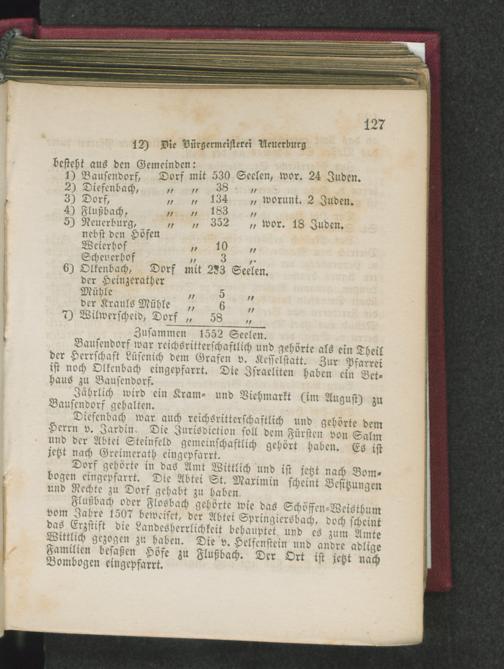 127
12) Die Bürgermeisterei Neuerburg
besteht aus den Gemeinden:
1) Bausendorf, Dorf mit 530 Seelen, wor. 24 Juden.
2) Diefenbach, „ „ 38 „
3) Dorf, „ „ 134 „ worunt. 2 Juden.
4) Flußbach, „ „ 183 „
5) Neuerburg, „ „ 352 „ wor. 18 Juden.
nebst den Höfen
Weierhof „ 10 „
Scheuerhof „ 3 „
6) Olkenbach, Dorf mit 233 Seelen.
der Heinzerather
Mühle „ 5 „
der Krauls Mühle „ 6 „
7) Wilwerscheid, Dorf „ 58 „
Zusammen 1552 Seelen.
Bausendorf war reichsritterschaftlich und gehörte als ein Theil
der Herrschaft Lüsenich dem Grafen v. Kesselstatt. Zur Pfarrei
ist noch Olkenbach eingepfarrt. Die Israeliten haben ein Bet-
haus zu Bausendorf.
Jährlich wird ein Kram- und Viehmarkt (im August) zu
Bausendorf gehalten.
Diefenbach war auch reichsritterschaftlich und gehörte dem
Herrn v. Jardin. Die Jurisdiction soll dem Fürsten von Salm
und der Abtei Steinfeld gemeinschaftlich gehört haben. Es ist
jetzt nach Greimerath eingepfarrt.
Dorf gehörte in das Amt Wittlich und ist jetzt nach Bom-
bogen eingepfarrt. Die Abtei St. Marimin scheint Besitzungen
und Rechte zu Dorf gehabt zu haben.
Flußbach oder Flosbach gehörte wie das Schöffen-Weisthum
vom Jahre 1507 beweiset, der Abtei Springiersbach, doch scheint
das Erzstift die Landesherrlichkeit behauptet und es zum Amte
Wittlich gezogen zu haben. Die v. Helfenstein und andre adlige
Familien besaßen Höfe zu Flußbach. Der Ort ist jetzt nach
Bombogen eingepfarrt.